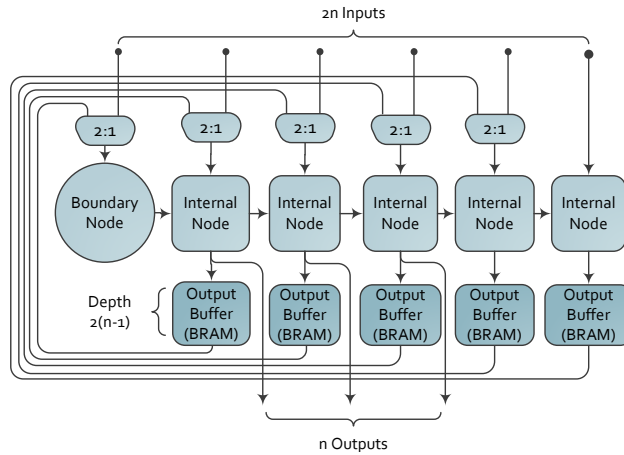 2n Inputs
2:1
2:1
2:1
2:1
2:1
Boundary
Node
Internal
Node
Internal
Node
Internal
Node
Internal
Node
Internal
Node
Depth
2(n-1)
Output
Buffer
(BRAM)
Output
Buffer
(BRAM)
Output
Buffer
(BRAM)
Output
Buffer
(BRAM)
Output
Buffer
(BRAM)
n Outputs